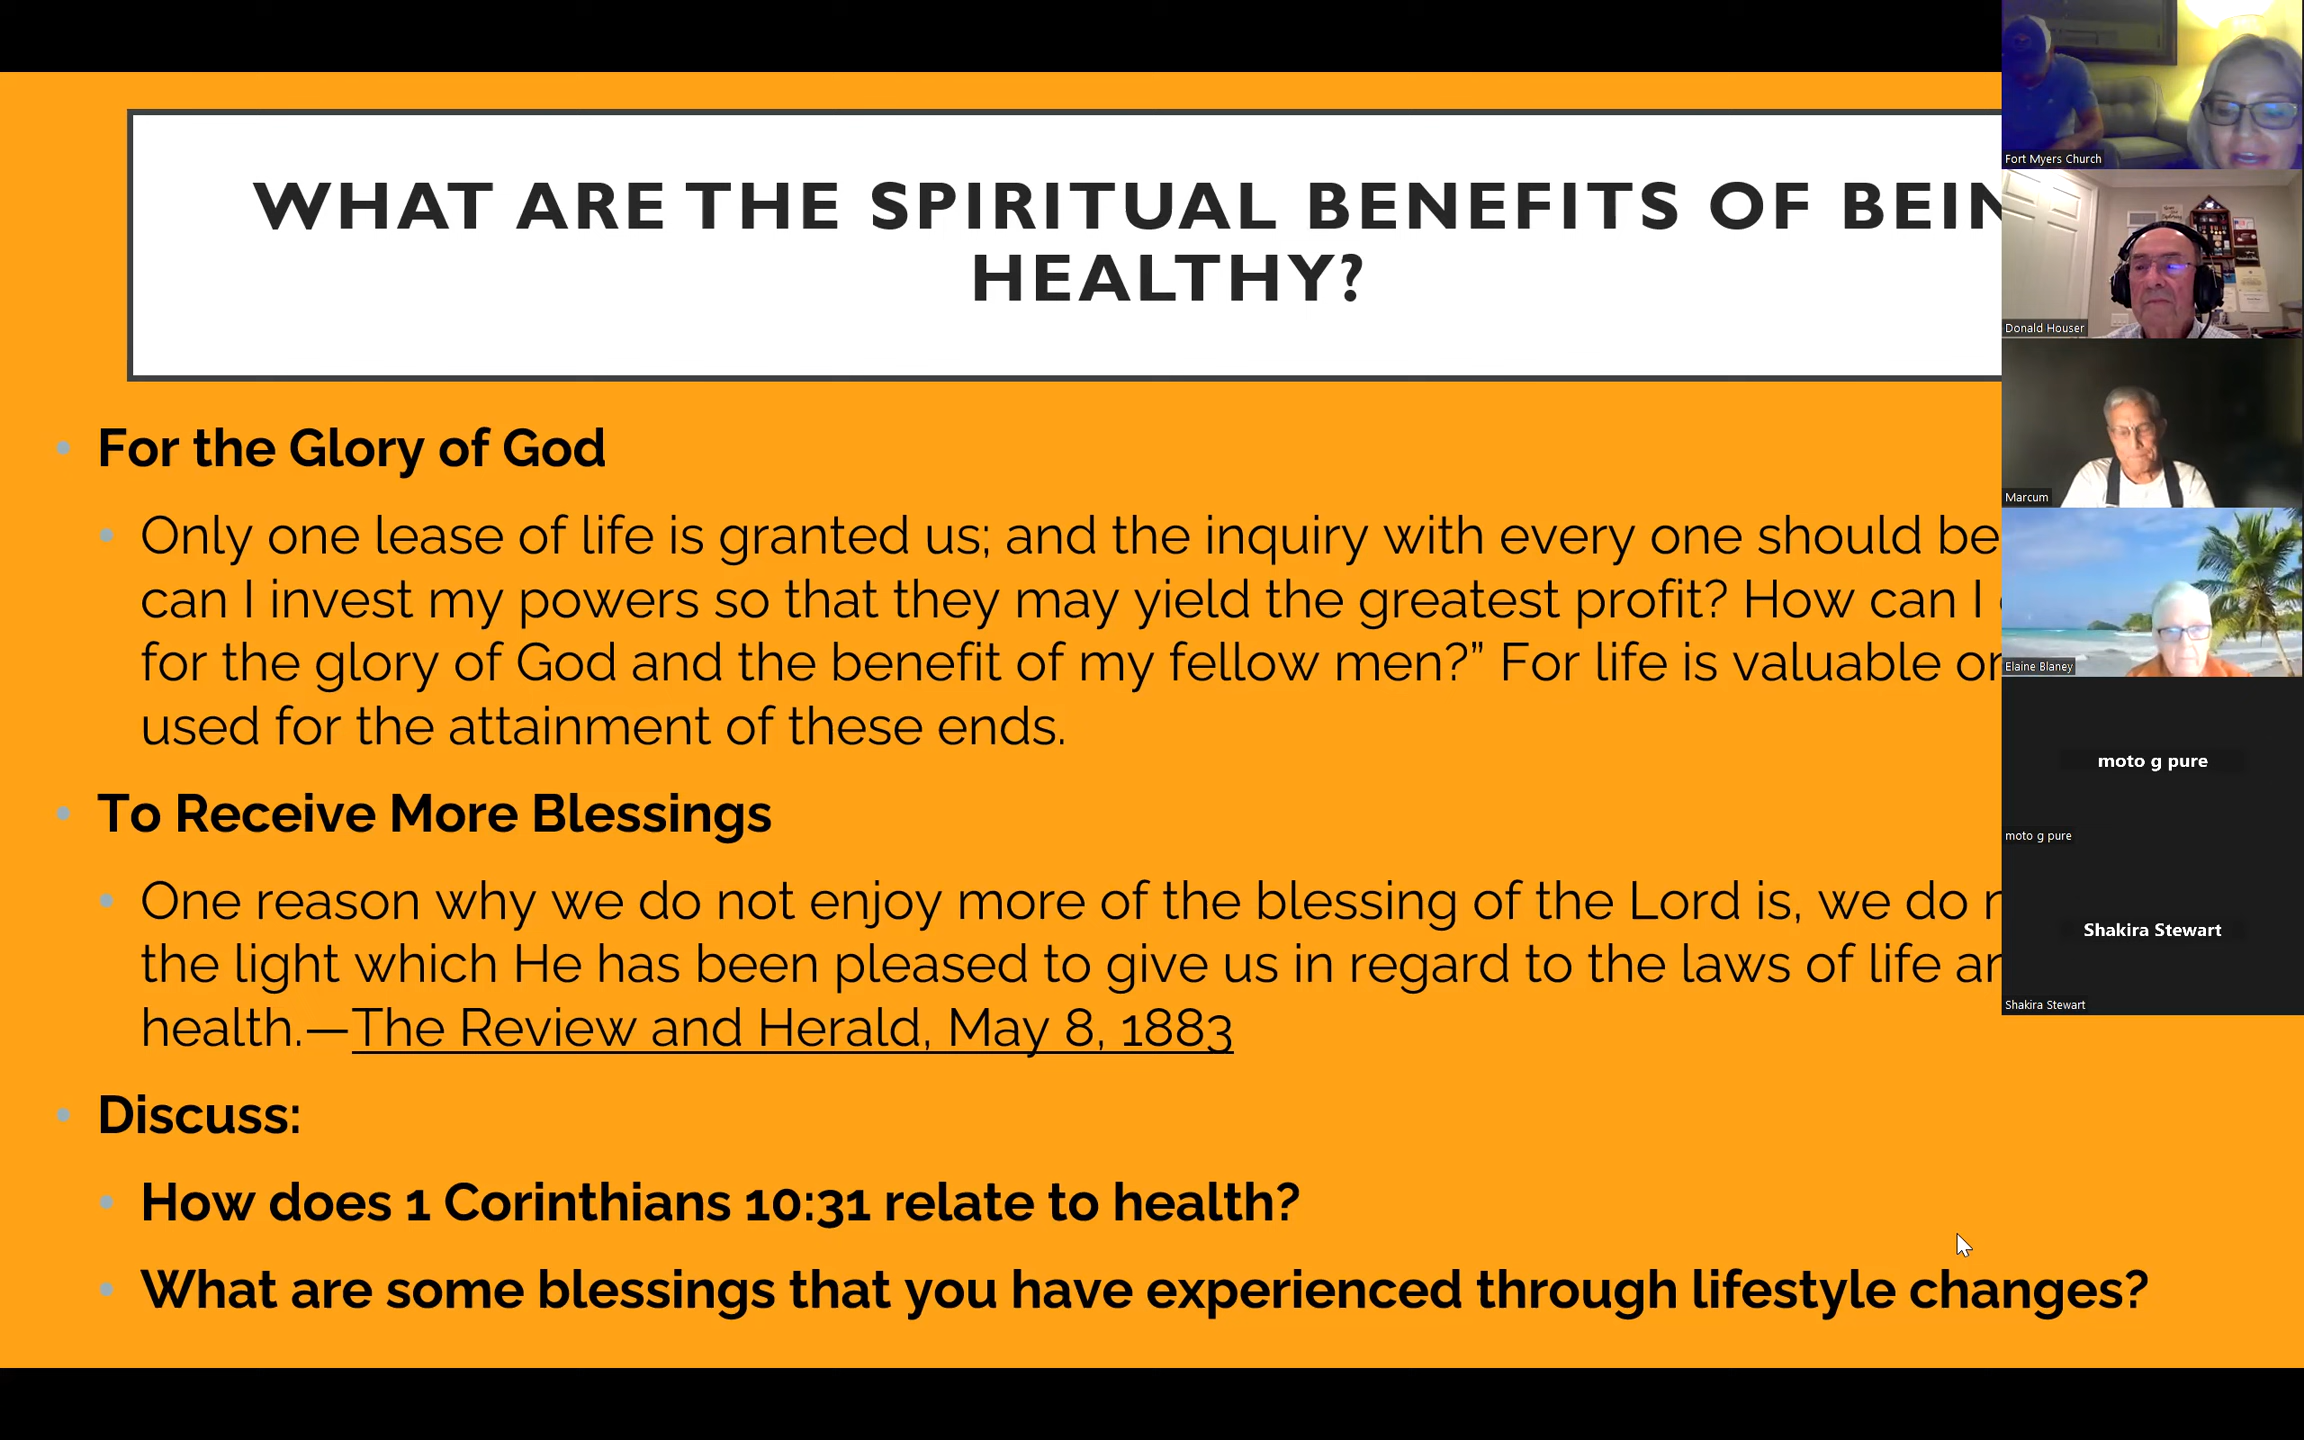 WHAT ARE THE SPIRITUAL BENEFITS OF BEIN
HEALTHY?
• For the Glory of God
• Only one lease of life is granted us; and the inquiry with every one should be
can I invest my powers so that they may yield the greatest profit? How can I
for the glory of God and the benefit of my fellow men?” For life is valuable
used for the attainment of these ends.
• To Receive More Blessings
• One reason why we do not enjoy more of the blessing of the Lord is, we do
the light which He has been pleased to give us in regard to the laws of life
health.—The Review and Herald, May 8, 1883
• Discuss:
• How does 1 Corinthians 10:31 relate to health?
• What are some blessings that you have experienced through lifestyle changes?
Fort Myers Church
Donald Houser
Marcum
Elaine Blaney
moto g pure
moto g pure
Shakira Stewart
Shakira Stewart